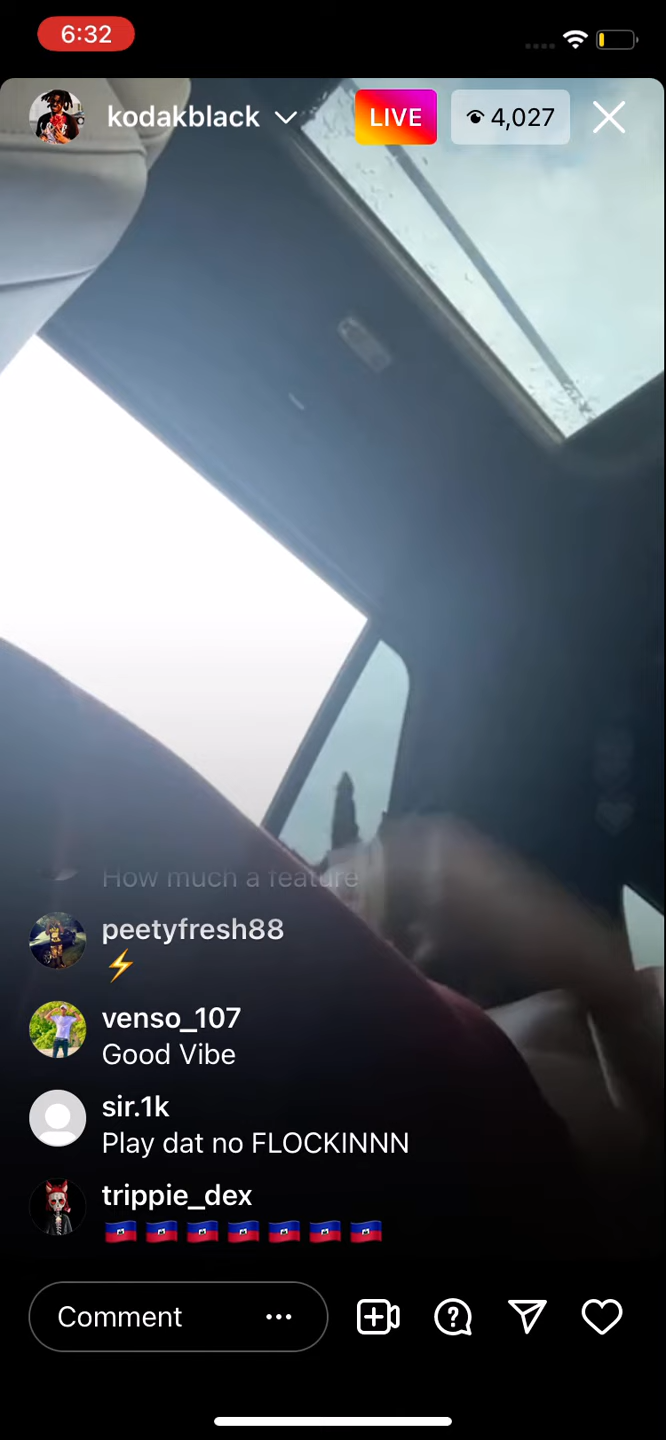 6:32
kodakblack
LIVE
4,027
How much a feature
peetyfresh88
⚡
venso_107
Good Vibe
sir.1k
Play dat no FLOCKINNN
trippie_dex
🇭🇹🇭🇹🇭🇹🇭🇹🇭🇹🇭🇹🇭🇹
Comment